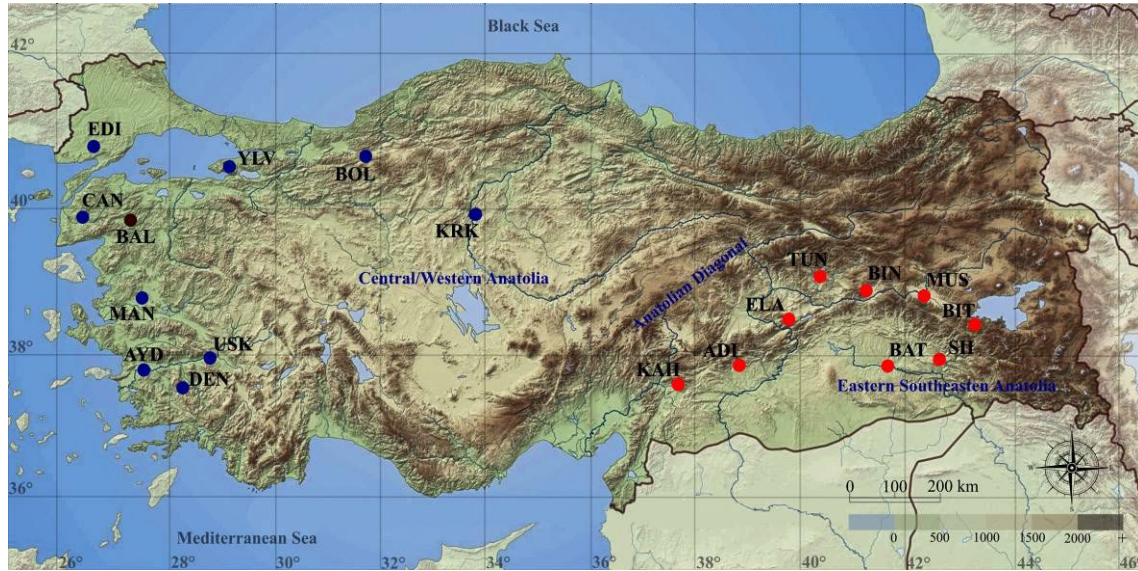 Black Sea
42°
EDI
YLV
BOL
CAN
40°
BAL
KRK
Anatolian Diagonal
TUN
BIN
MUS
Central/Western Anatolia
ELA
BIT
MAN
USK
AYD
38°
ADI
BAT
SII
KAH
DEN
Eastern Southeasten Anatolia
36°
0 100 200 km
Mediterranean Sea
0 500 1000 1500 2000 +
26° 28° 30° 32° 34° 36° 38° 40° 42° 44° 46